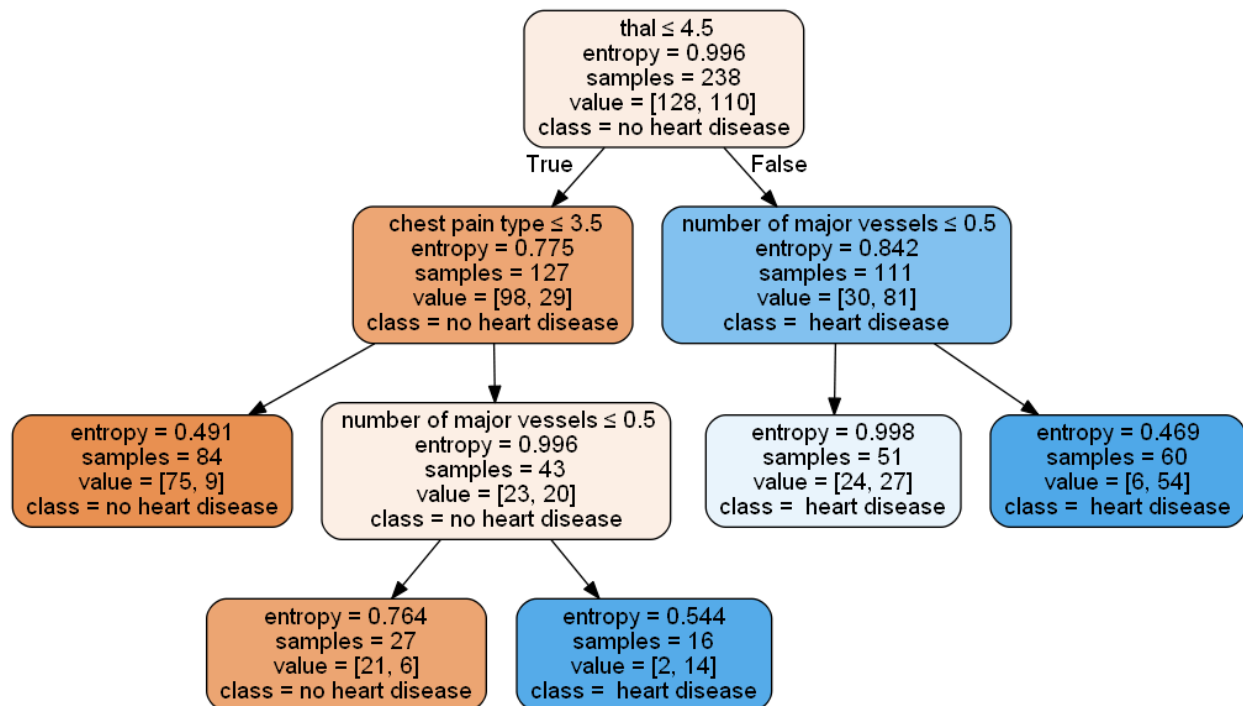 thal ≤ 4.5
entropy = 0.996
samples = 238
value = [128, 110]
class = no heart disease
True
False
chest pain type ≤ 3.5
entropy = 0.775
samples = 127
value = [98, 29]
class = no heart disease
number of major vessels ≤ 0.5
entropy = 0.842
samples = 111
value = [30, 81]
class =  heart disease
entropy = 0.491
samples = 84
value = [75, 9]
class = no heart disease
number of major vessels ≤ 0.5
entropy = 0.996
samples = 43
value = [23, 20]
class = no heart disease
entropy = 0.998
samples = 51
value = [24, 27]
class =  heart disease
entropy = 0.469
samples = 60
value = [6, 54]
class =  heart disease
entropy = 0.764
samples = 27
value = [21, 6]
class = no heart disease
entropy = 0.544
samples = 16
value = [2, 14]
class =  heart disease